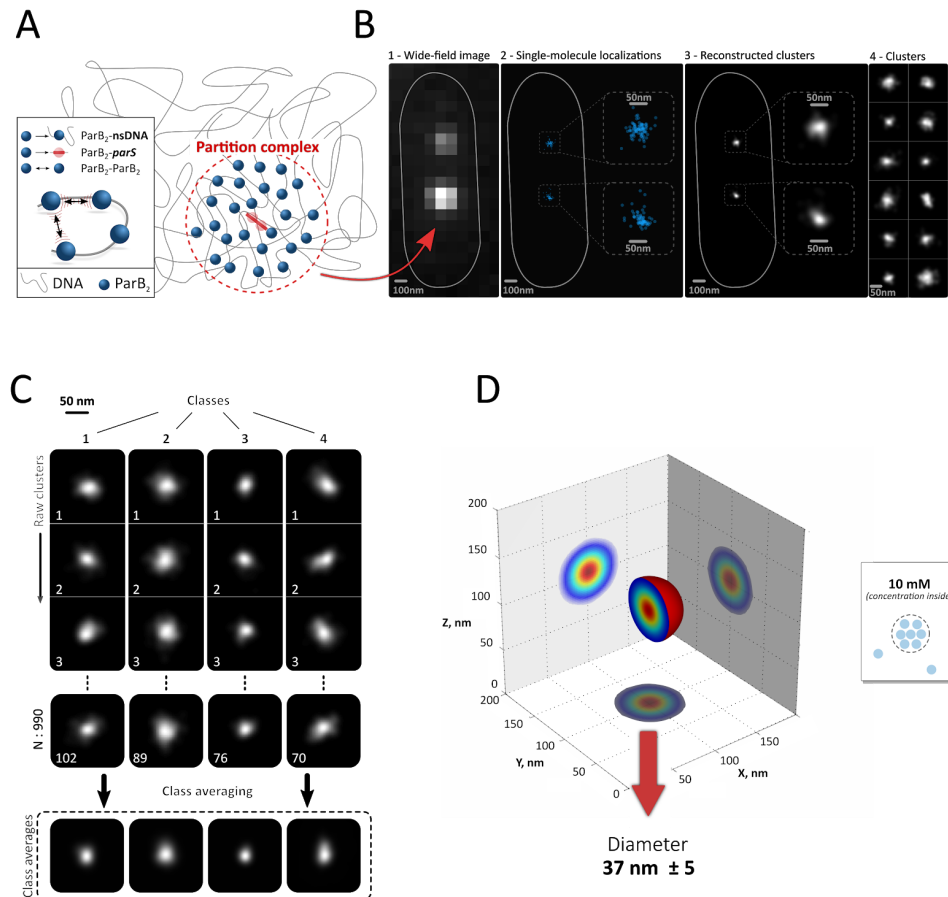 A
ParB₂-nsDNA
ParB₂-parS
ParB₂-ParB₂
DNA
ParB₂
Partition complex
B
1 - Wide-field image
2 - Single-molecule localizations
3 - Reconstructed clusters
4 - Clusters
100nm
50nm
50nm
100nm
50nm
50nm
100nm
50nm
C
50 nm
Classes
1 2 3 4
Raw clusters
1 1 1 1
2 2 2 2
3 3 3 3
N : 990
102 89 76 70
Class averaging
Class averages
D
200
150
100
50
0
Z, nm
200
150
100
50
0
Y, nm
50
100
150
X, nm
Diameter
37 nm ± 5
10 mM
(concentration inside